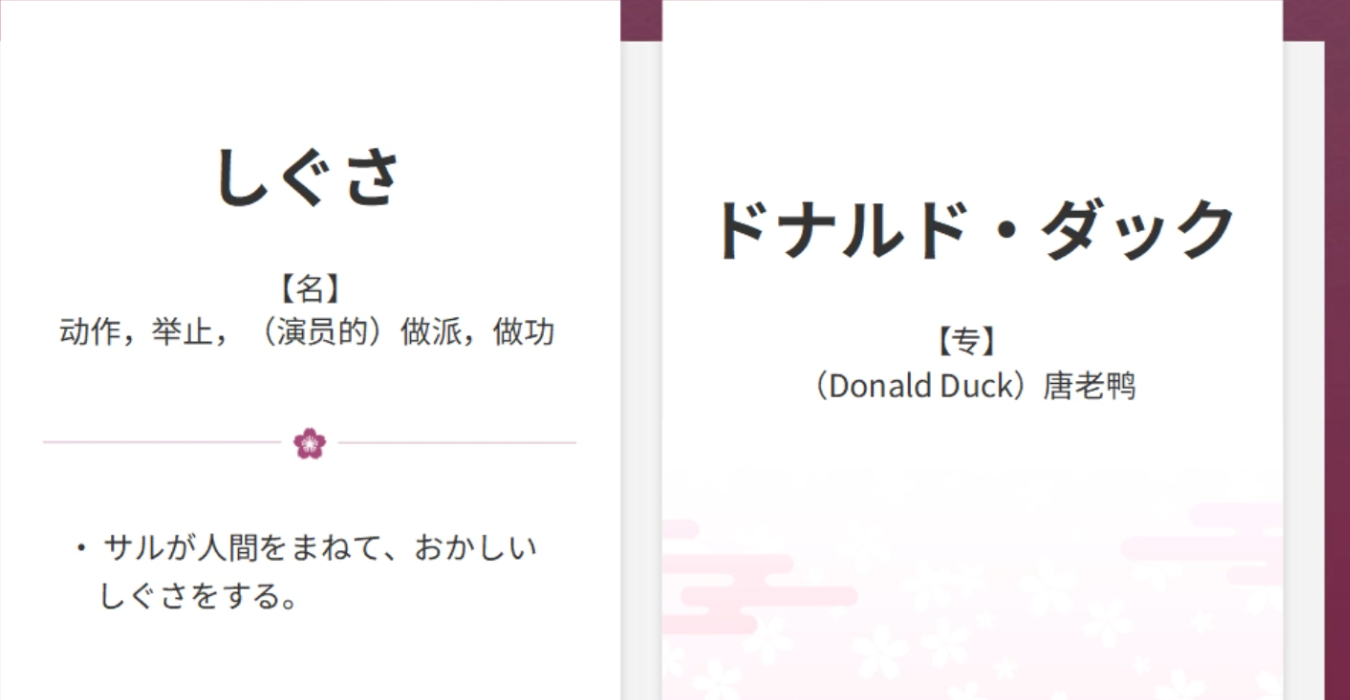 しぐさ
【名】
动作，举止，（演员的）做派，做功
・サルが人間をまねて、おかしい
しぐさをする。
ドナルド・ダック
【专】
（Donald Duck）唐老鸭